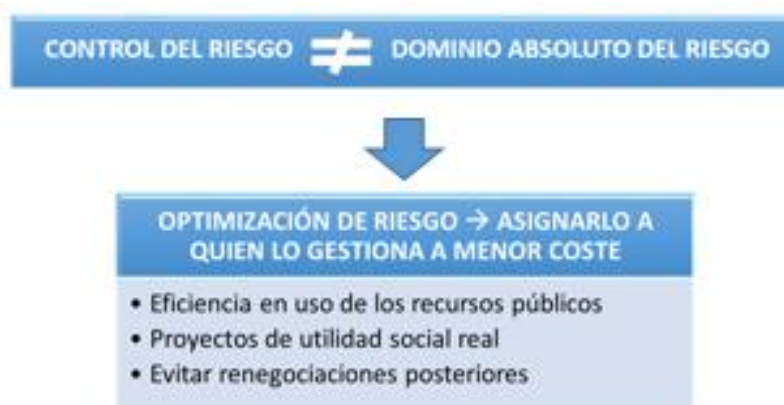 CONTROL DEL RIESGO ≠ DOMINIO ABSOLUTO DEL RIESGO
OPTIMIZACIÓN DE RIESGO → ASIGNARLO A
QUIEN LO GESTIONA A MENOR COSTE
• Eficiencia en uso de los recursos públicos
• Proyectos de utilidad social real
• Evitar renegociaciones posteriores